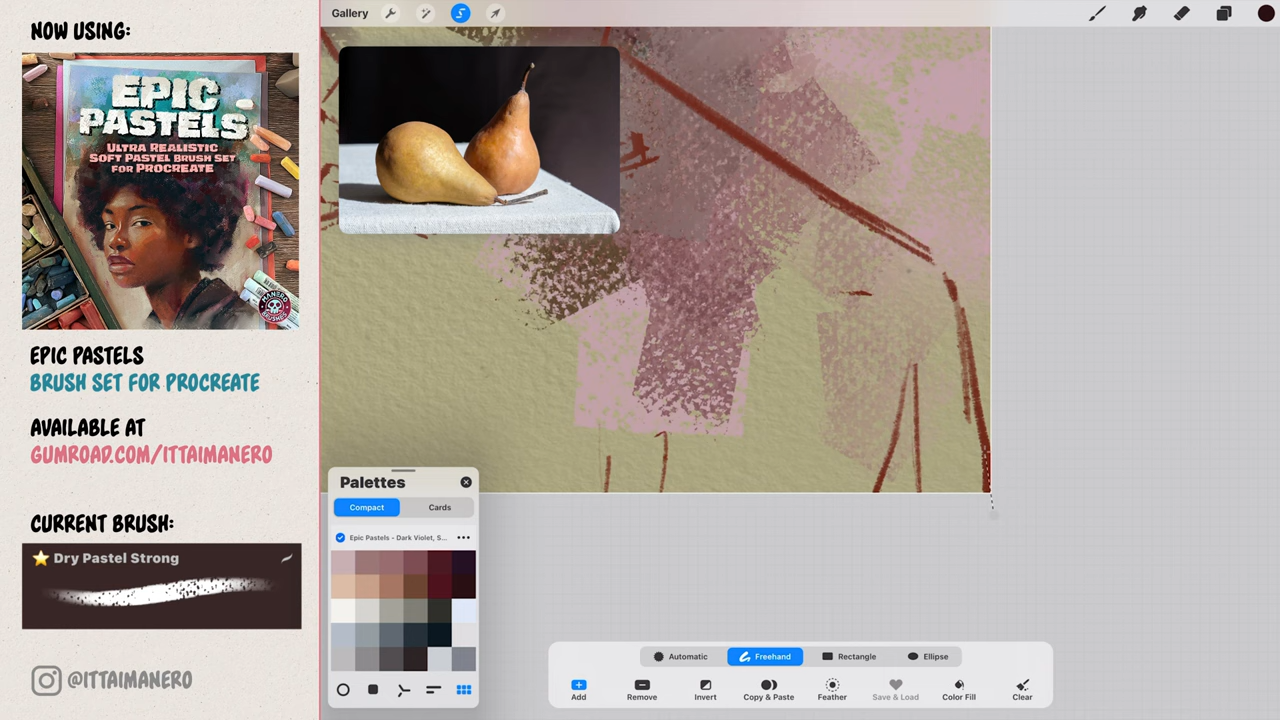 NOW USING:
EPIC
PASTELS
ULTRA REALISTIC
SOFT PASTEL BRUSH SET
FOR PROCREATE
MANERO
BRUSHES
EPIC PASTELS
BRUSH SET FOR PROCREATE
AVAILABLE AT
GUMROAD.COM/ITTAIMANERO
CURRENT BRUSH:
Dry Pastel Strong
@ITTAIMANERO
Gallery
Palettes
Compact Cards
Epic Pastels - Dark Violet, S...
Automatic Freehand Rectangle Ellipse
Add Remove Invert Copy & Paste Feather Save & Load Color Fill Clear